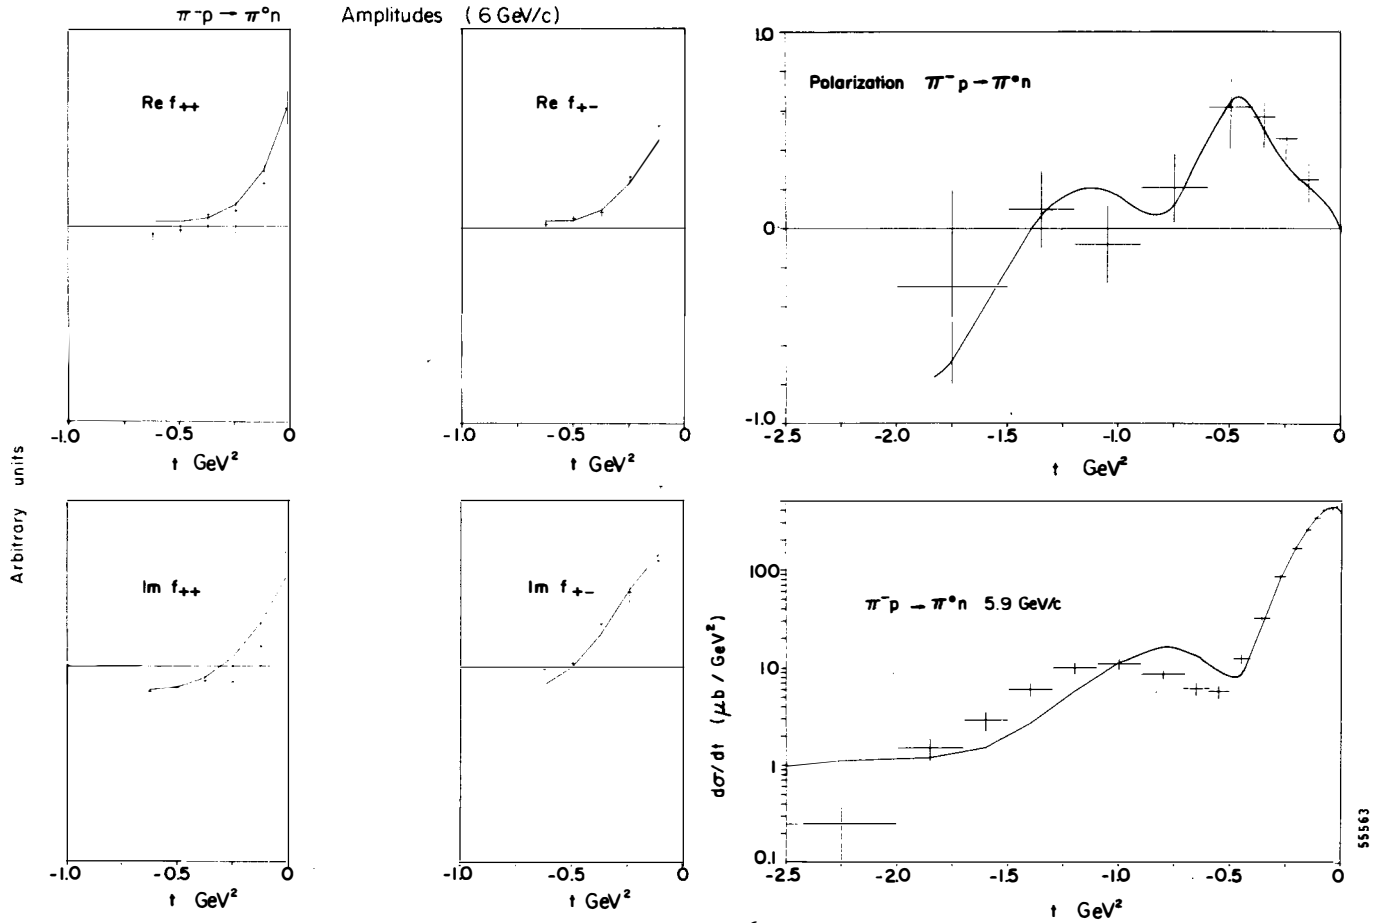 π⁻p → π⁰n Amplitudes (6 GeV/c)
Re f++
-1.0 -0.5 0
t GeV²
Re f+-
-1.0 -0.5 0
t GeV²
Polarization π⁻p → π⁰n
1.0
0
-1.0
-2.5 -2.0 -1.5 -1.0 -0.5 0
t GeV²
Arbitrary units
Im f++
-1.0 -0.5 0
t GeV²
Im f+-
-1.0 -0.5 0
t GeV²
π⁻p → π⁰n 5.9 GeV/c
dσ/dt (μb / GeV²)
100
10
1
0.1
-2.5 -2.0 -1.5 -1.0 -0.5 0
t GeV²
55563